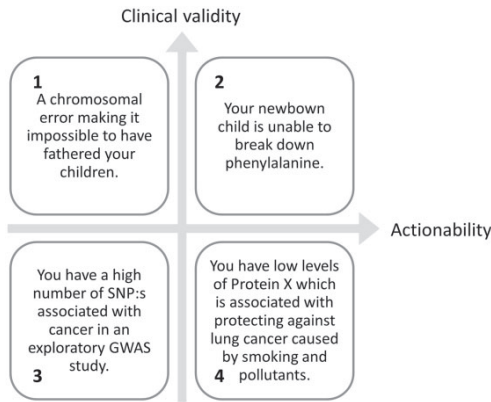 Clinical validity
1
A chromosomal
error making it
impossible to have
fathered your
children.
2
Your newbown
child is unable to
break down
phenylalanine.
Actionability
You have a high
number of SNP:s
associated with
cancer in an
exploratory GWAS
study.
3
You have low levels
of Protein X which
is associated with
protecting against
lung cancer caused
by smoking and
pollutants.
4